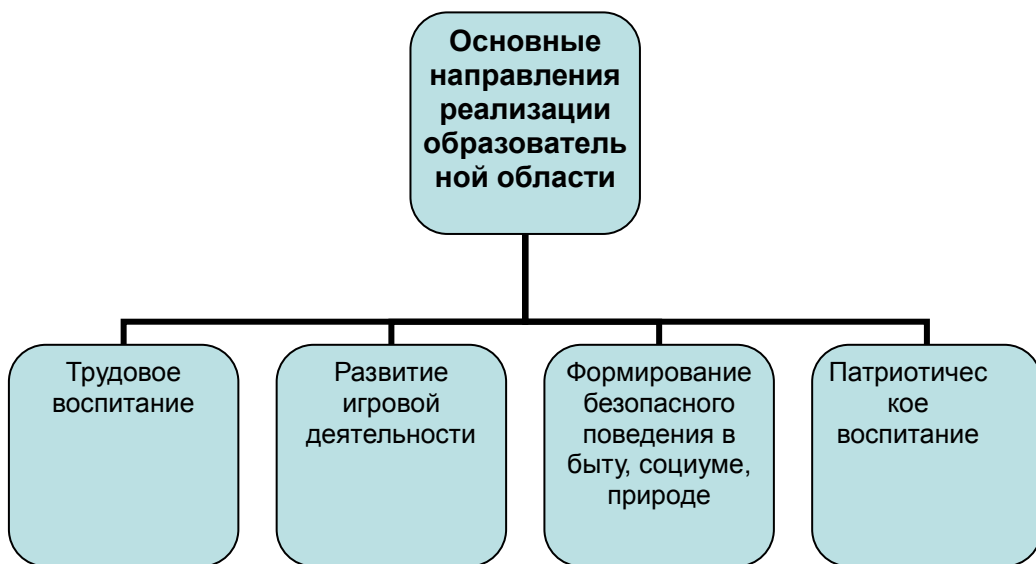 Основные
направления
реализации
образователь
ной области
Трудовое
воспитание
Развитие
игровой
деятельности
Формирование
безопасного
поведения в
быту, социуме,
природе
Патриотичес
кое
воспитание